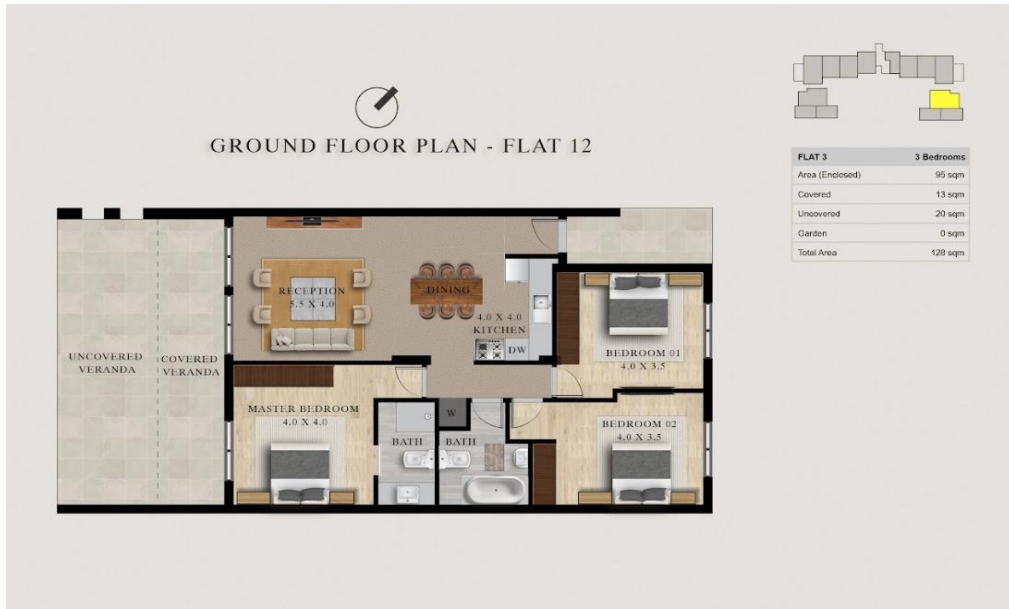 GROUND FLOOR PLAN - FLAT 12
FLAT 3 3 Bedrooms
Area (Enclosed) 95 sqm
Covered 13 sqm
Uncovered 20 sqm
Garden 0 sqm
Total Area 128 sqm
RECEPTION
5.5 X 4.0
DINING
4.0 X 4.0
KITCHEN
DW
UNCOVERED
VERANDA
COVERED
VERANDA
BEDROOM 01
4.0 X 3.5
MASTER BEDROOM
4.0 X 4.0
W
BATH
BATH
BEDROOM 02
4.0 X 3.5